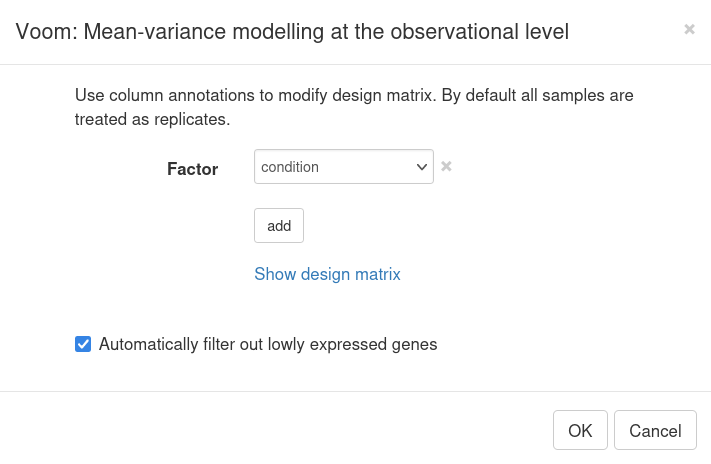 Voom: Mean-variance modelling at the observational level
Use column annotations to modify design matrix. By default all samples are
treated as replicates.
Factor condition
add
Show design matrix
Automatically filter out lowly expressed genes
OK Cancel